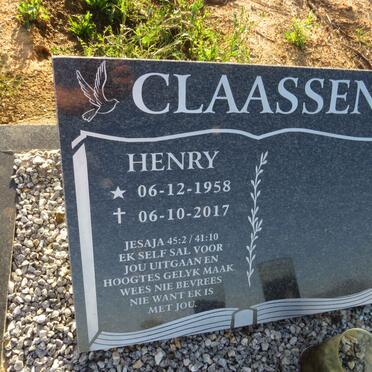 CLAASSEN
HENRY
★ 06-12-1958
✝ 06-10-2017
JESAJA 45:2 / 41:10
EK SELF SAL VOOR
JOU UITGAAN EN
HOOGTES GELYK MAAK
WEES NIE BEVREES
NIE WANT EK IS
MET JOU.